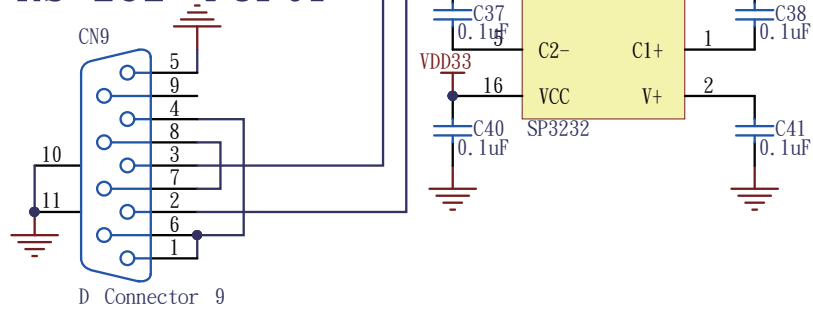 C37
0.1uF
C38
0.1uF
CN9
5
9
4
8
3
7
2
6
1
10
11
D Connector 9
5
C2-
C1+
1
VDD33
16
VCC
V+
2
SP3232
C40
0.1uF
C41
0.1uF